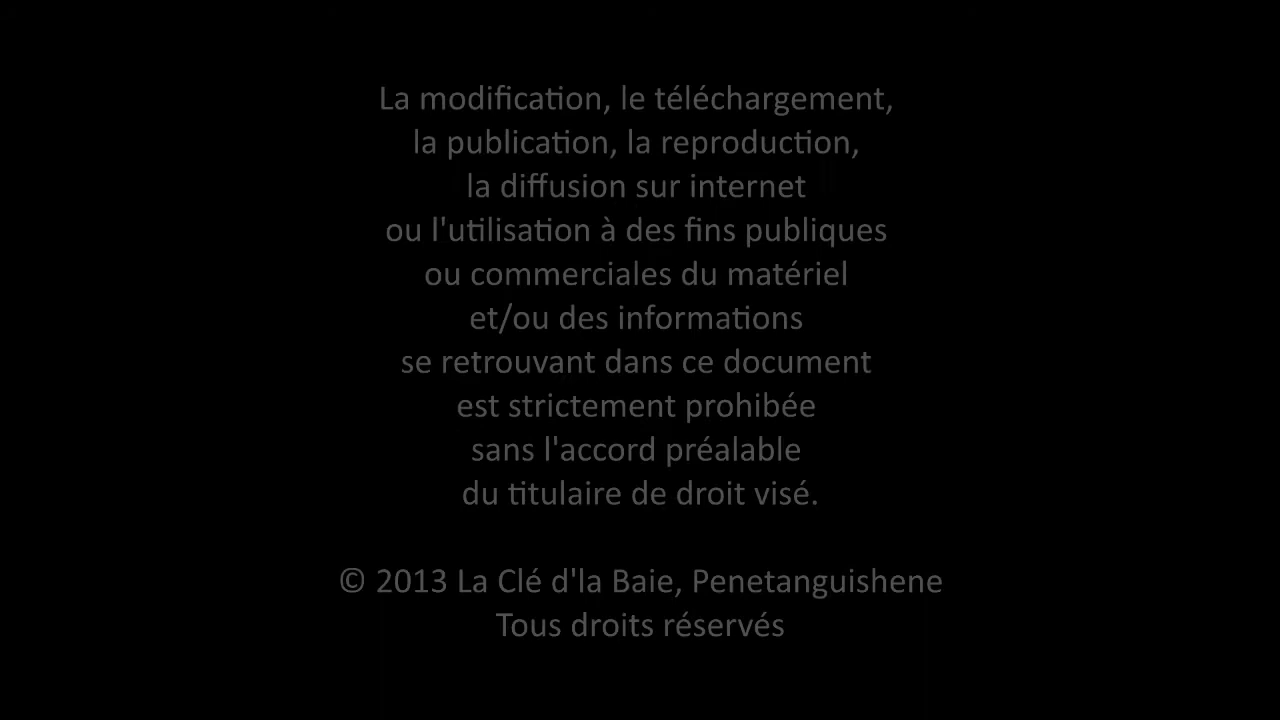 La modification, le téléchargement,
la publication, la reproduction,
la diffusion sur internet
ou l'utilisation à des fins publiques
ou commerciales du matériel
et/ou des informations
se retrouvant dans ce document
est strictement prohibée
sans l'accord préalable
du titulaire de droit visé.
© 2013 La Clé d'la Baie, Penetanguishene
Tous droits réservés